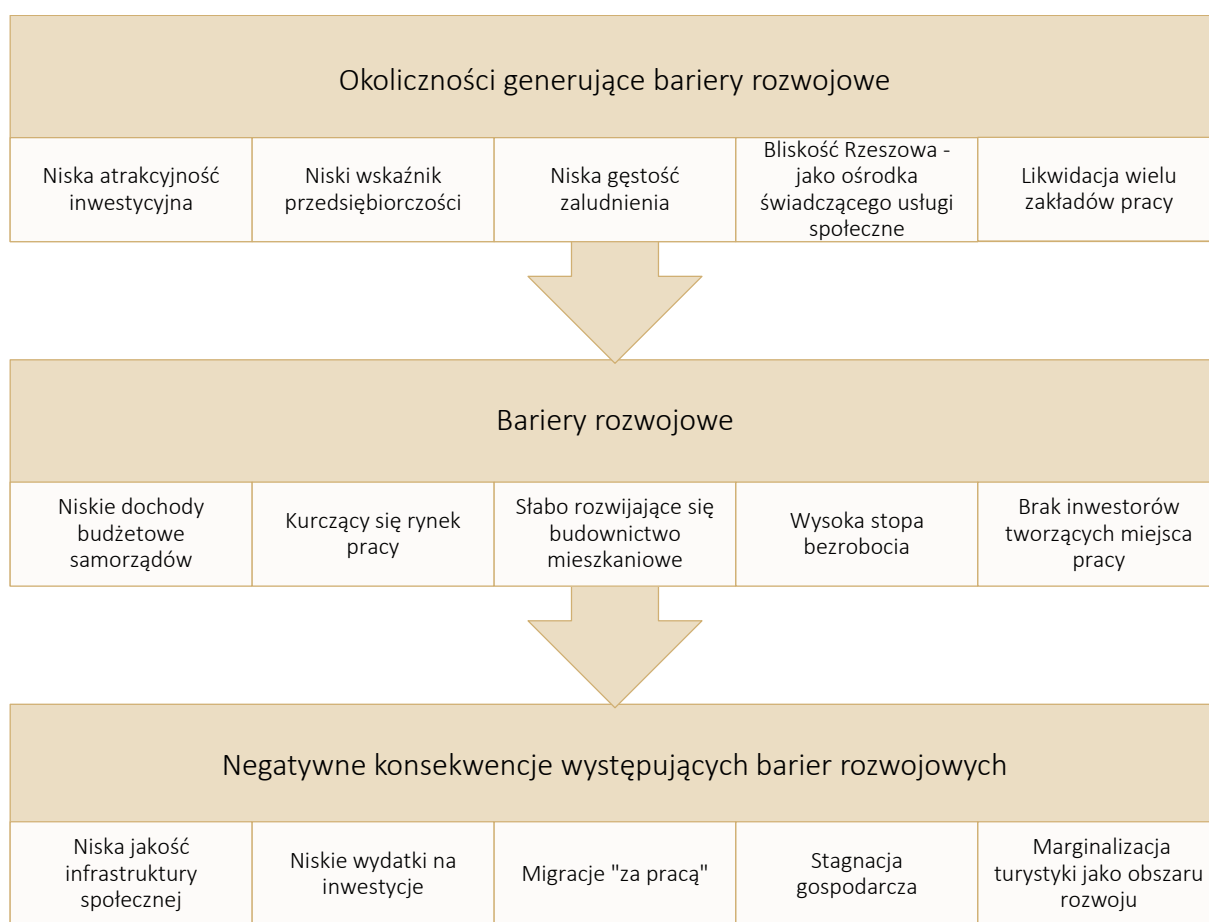 Okoliczności generujące bariery rozwojowe
Niska atrakcyjność
inwestycyjna
Niski wskaźnik
przedsiębiorczości
Niska gęstość
zaludnienia
Bliskość Rzeszowa -
jako ośrodka
świadczącego usługi
społeczne
Likwidacja wielu
zakładów pracy
Bariery rozwojowe
Niskie dochody
budżetowe
samorządów
Kurczący się rynek
pracy
Słabo rozwijające się
budownictwo
mieszkaniowe
Wysoka stopa
bezrobocia
Brak inwestorów
tworzących miejsca
pracy
Negatywne konsekwencje występujących barier rozwojowych
Niska jakość
infrastruktury
społecznej
Niskie wydatki na
inwestycje
Migracje "za pracą"
Stagnacja
gospodarcza
Marginalizacja
turystyki jako obszaru
rozwoju